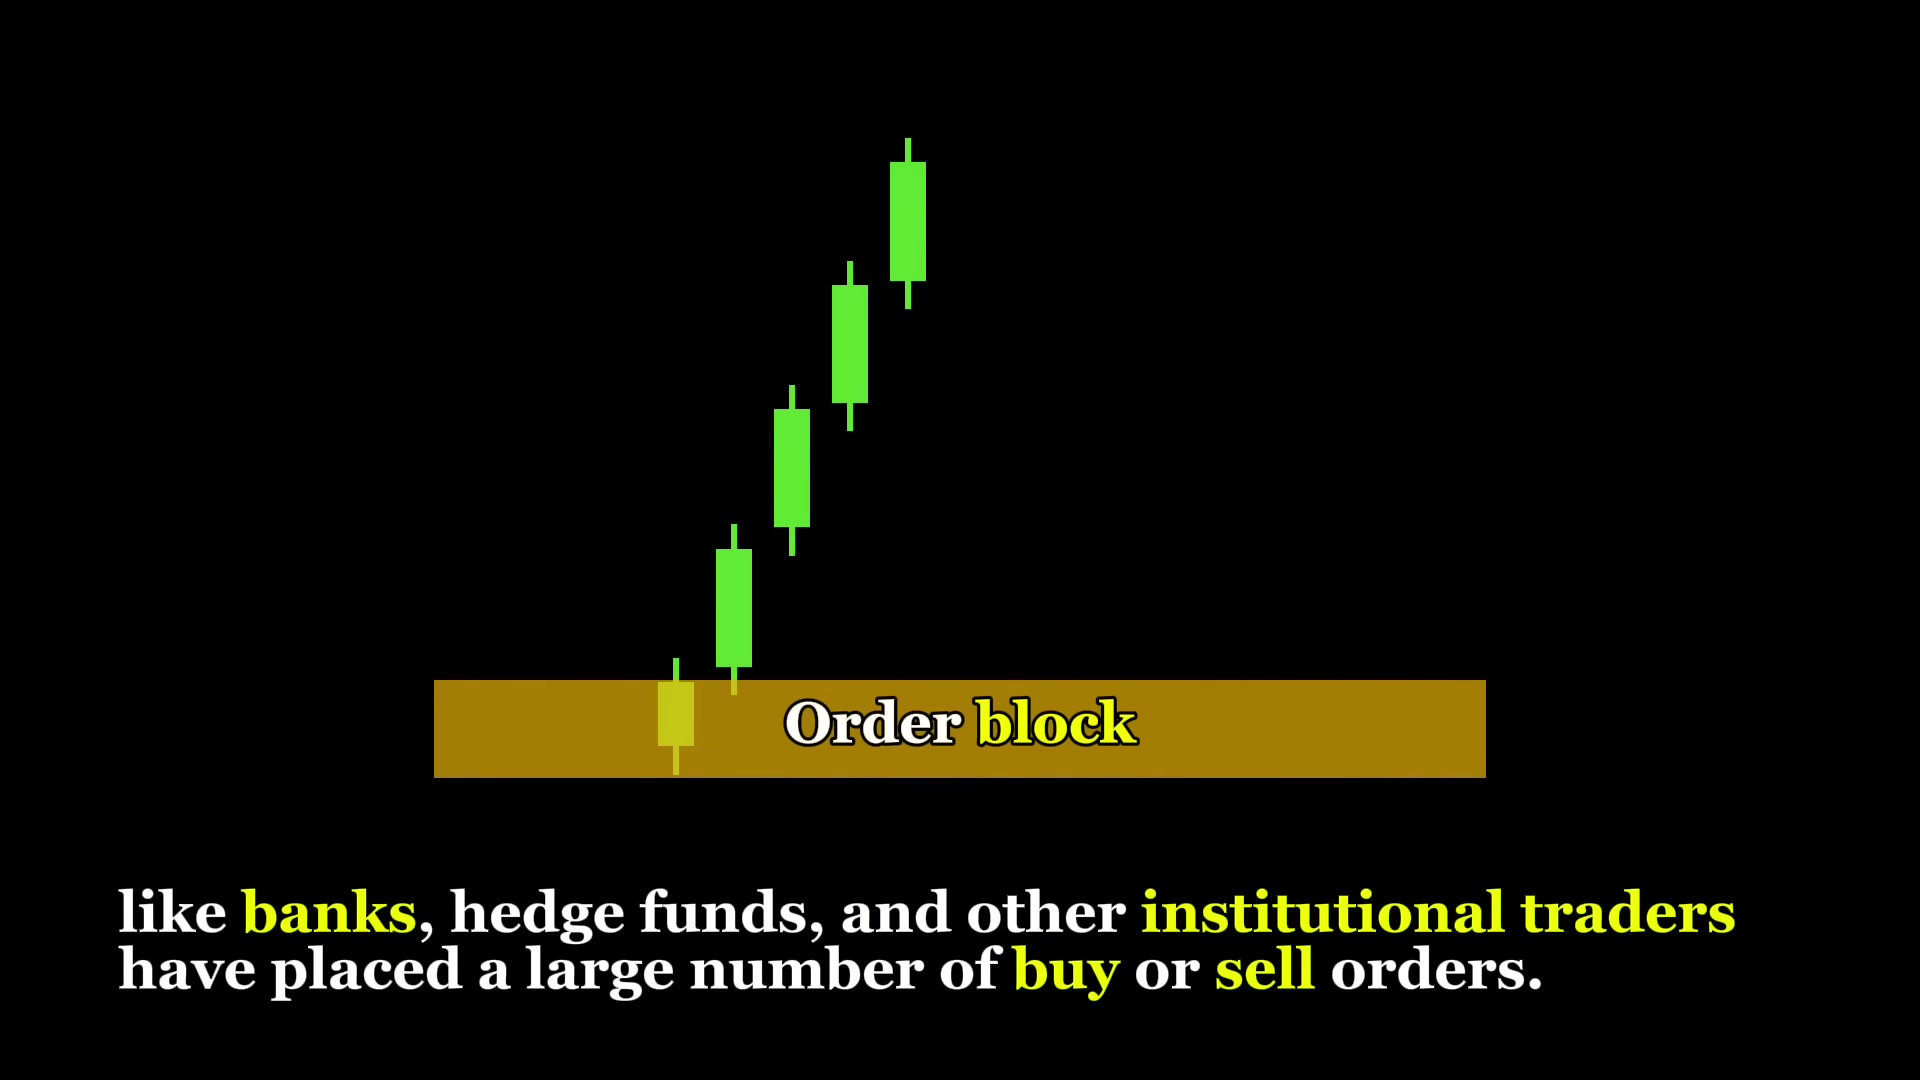 Order block
like banks, hedge funds, and other institutional traders
have placed a large number of buy or sell orders.